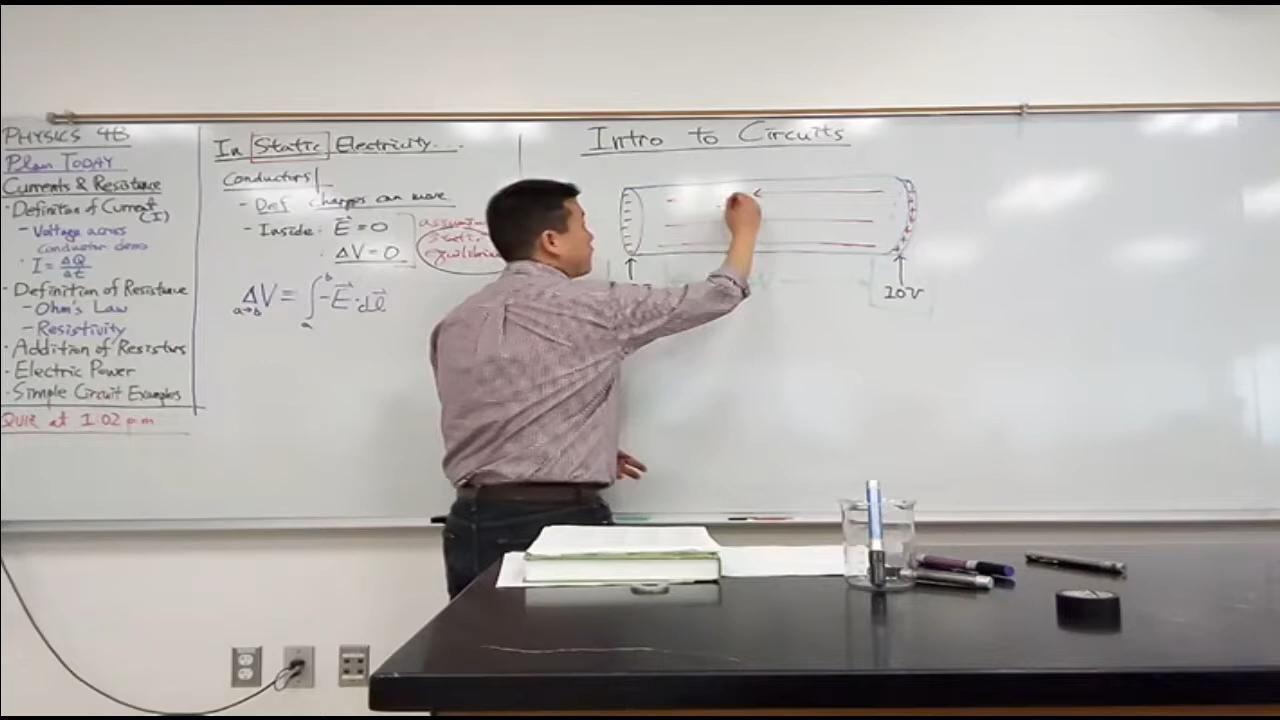 PHYSICS 4B
Plan TODAY
Currents & Resistance
· Definition of Current (I)
- Voltage across
conductor demo
· I = ΔQ/Δt
· Definition of Resistance
- Ohm's Law
- Resistivity
· Addition of Resistors
· Electric Power
· Simple Circuit Examples
QUIZ at 1:02 pm
In Static Electricity...
Conductors
- Def charges can move
- Inside: E⃗ = 0
: ΔV = 0
static
ΔV = ∫ -E⃗ · dl⃗
a→b
b
a
Intro to Circuits
20V